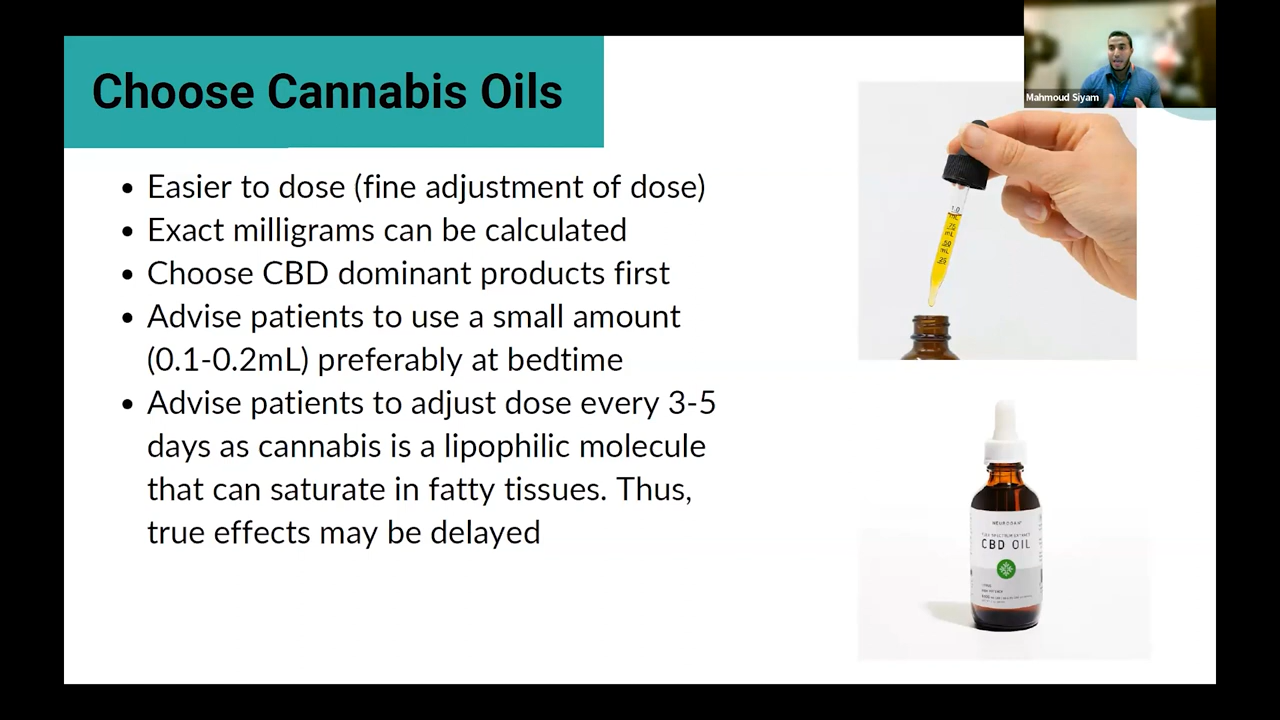 Choose Cannabis Oils
Mahmoud Siyam
Easier to dose (fine adjustment of dose)
Exact milligrams can be calculated
Choose CBD dominant products first
Advise patients to use a small amount
(0.1-0.2mL) preferably at bedtime
Advise patients to adjust dose every 3-5
days as cannabis is a lipophilic molecule
that can saturate in fatty tissues. Thus,
true effects may be delayed
1.0
mL
CBD OIL